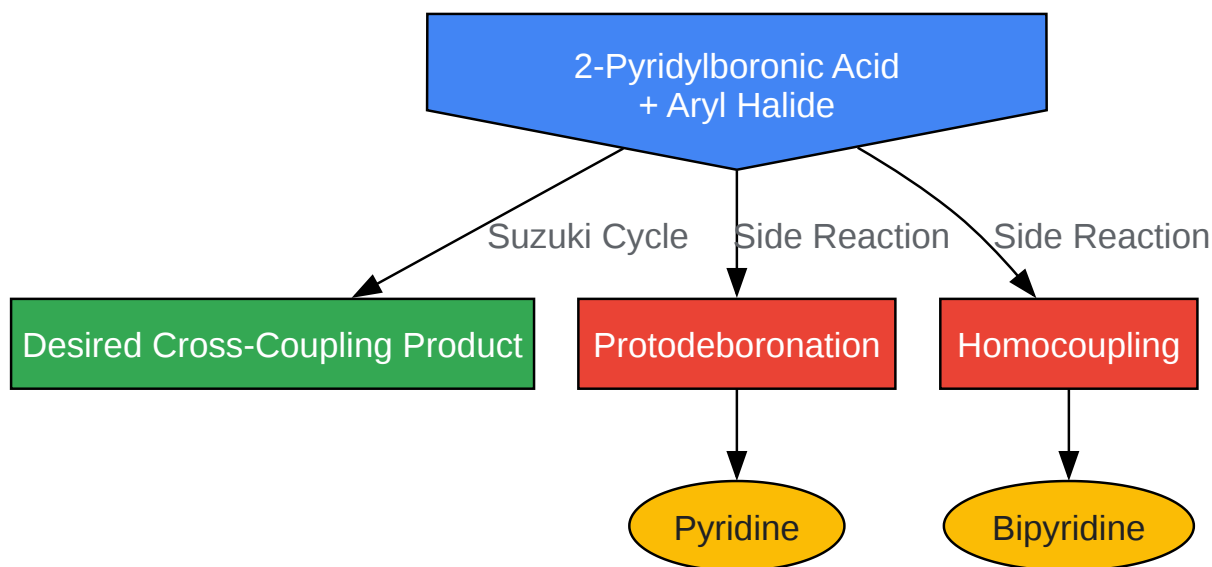 2-Pyridylboronic Acid
+ Aryl Halide
Suzuki Cycle
Side Reaction
Side Reaction
Desired Cross-Coupling Product
Protodeboronation
Homocoupling
Pyridine
Bipyridine